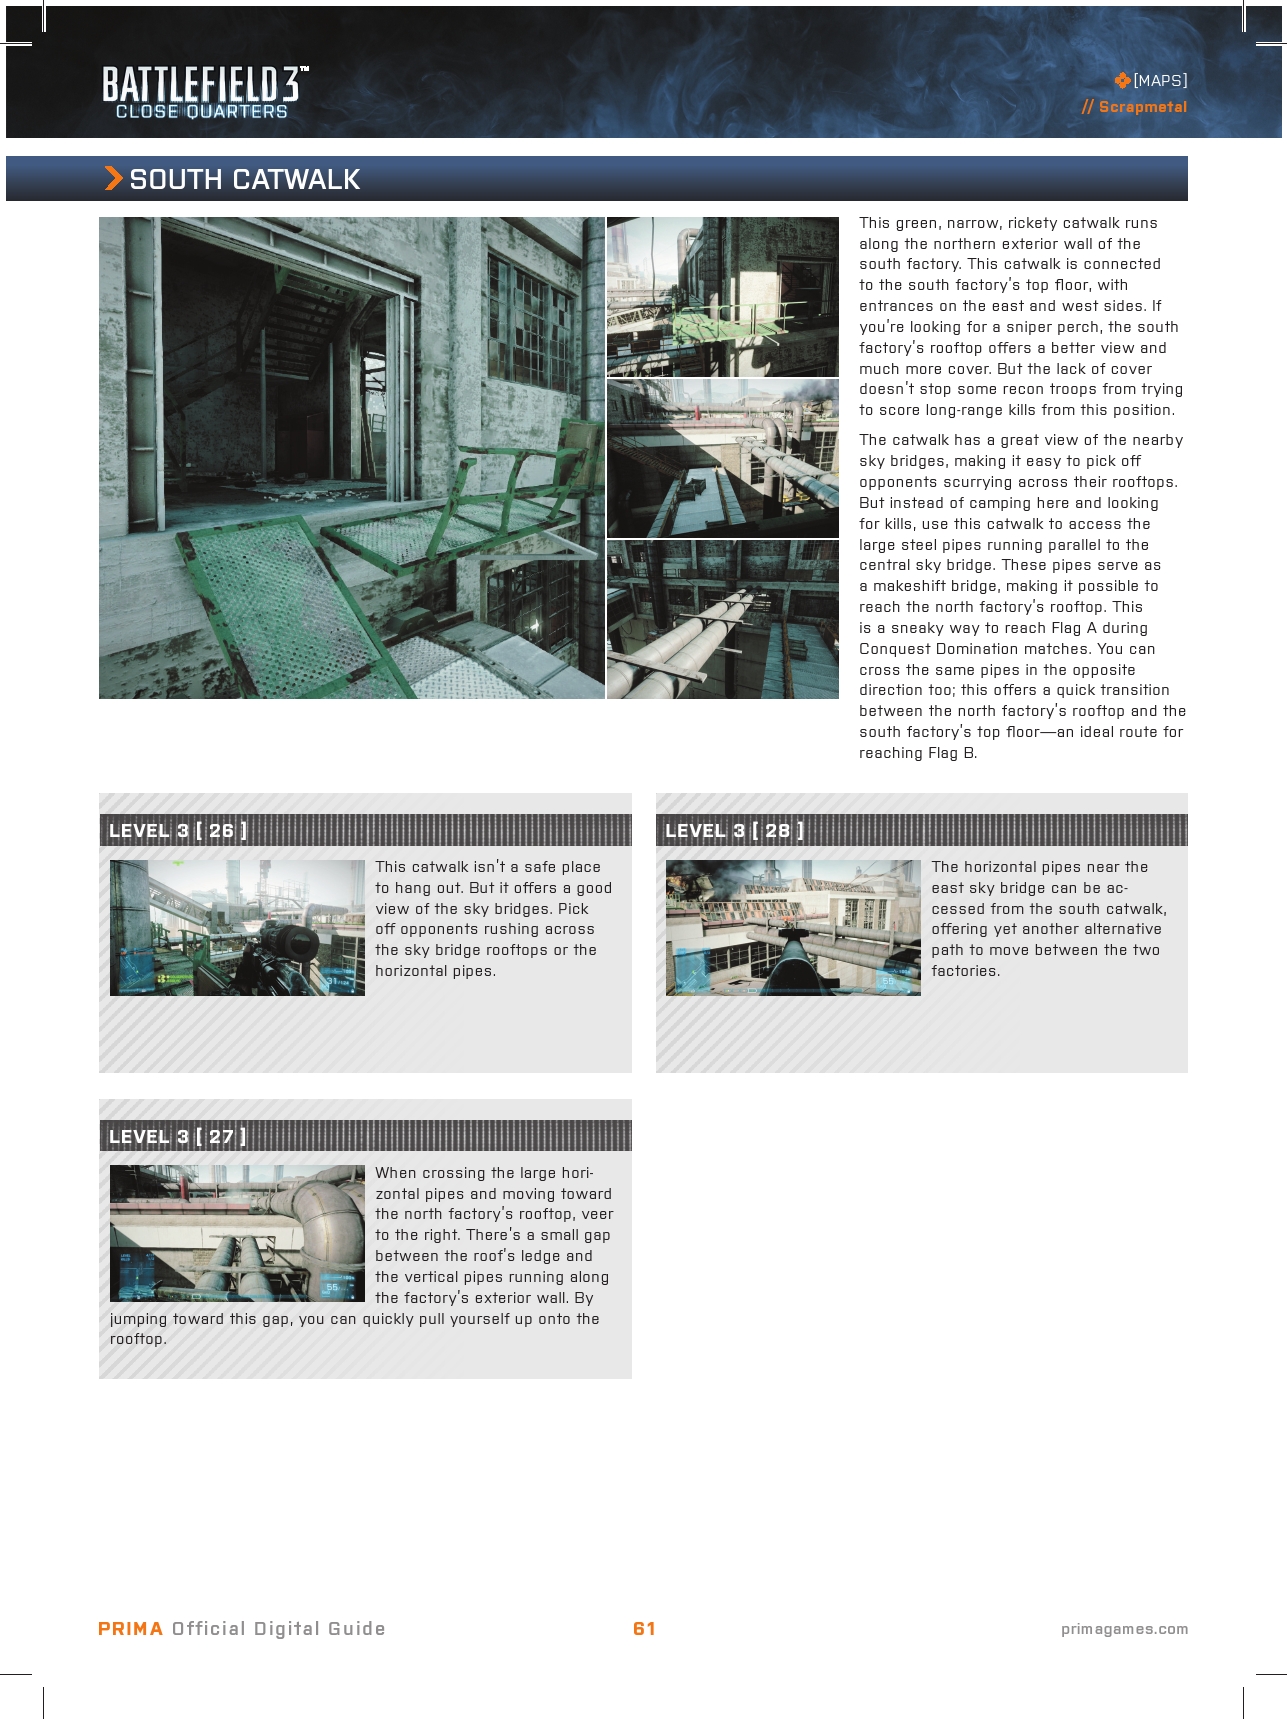 BATTLEFIELD 3™
CLOSE QUARTERS
[MAPS]
// Scrapmetal
SOUTH CATWALK
This green, narrow, rickety catwalk runs
along the northern exterior wall of the
south factory. This catwalk is connected
to the south factory’s top floor, with
entrances on the east and west sides. If
you’re looking for a sniper perch, the south
factory’s rooftop offers a better view and
much more cover. But the lack of cover
doesn’t stop some recon troops from trying
to score long-range kills from this position.
The catwalk has a great view of the nearby
sky bridges, making it easy to pick off
opponents scurrying across their rooftops.
But instead of camping here and looking
for kills, use this catwalk to access the
large steel pipes running parallel to the
central sky bridge. These pipes serve as
a makeshift bridge, making it possible to
reach the north factory’s rooftop. This
is a sneaky way to reach Flag A during
Conquest Domination matches. You can
cross the same pipes in the opposite
direction too; this offers a quick transition
between the north factory’s rooftop and the
south factory’s top floor—an ideal route for
reaching Flag B.
LEVEL 3 [ 26 ]
This catwalk isn’t a safe place
to hang out. But it offers a good
view of the sky bridges. Pick
off opponents rushing across
the sky bridge rooftops or the
horizontal pipes.
31
LEVEL 3 [ 28 ]
The horizontal pipes near the
east sky bridge can be ac-
cessed from the south catwalk,
offering yet another alternative
path to move between the two
factories.
55
LEVEL 3 [ 27 ]
When crossing the large hori-
zontal pipes and moving toward
the north factory’s rooftop, veer
to the right. There’s a small gap
between the roof’s ledge and
the vertical pipes running along
the factory’s exterior wall. By
jumping toward this gap, you can quickly pull yourself up onto the
rooftop.
55
PRIMA Official Digital Guide
61
primagames.com